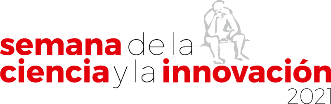 semana de la
ciencia y la innovación
2021